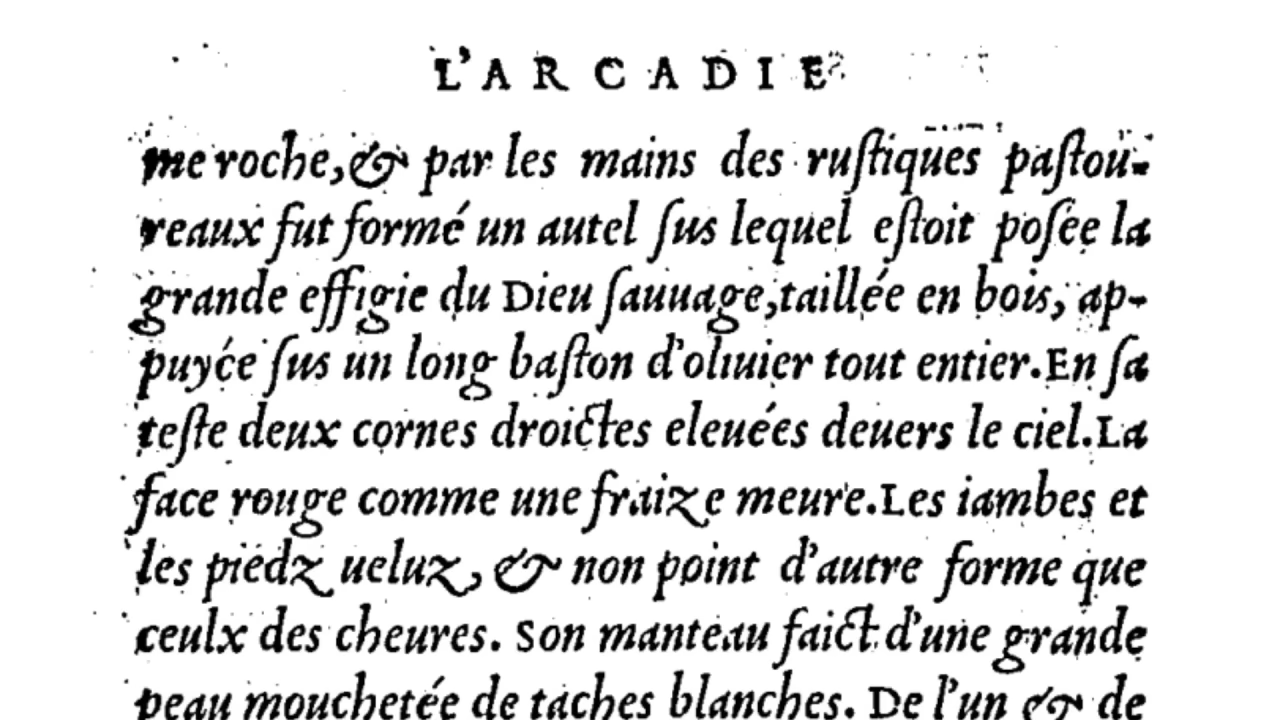 L'ARCADIE
me roche, & par les mains des ruſtiques paſtou-
reaux fut formé un autel ſus lequel eſtoit poſée la
grande effigie du Dieu ſauuage, taillée en bois, ap-
puyée ſus un long baſton d'oliuier tout entier. En ſa
teſte deux cornes droictes eleuées deuers le ciel. La
face rouge comme une fraize meure. Les iambes et
les piedz ueluz, & non point d'autre forme que
ceulx des cheures. Son manteau faict d'une grande
peau mouchetée de taches blanches. De l'un & de